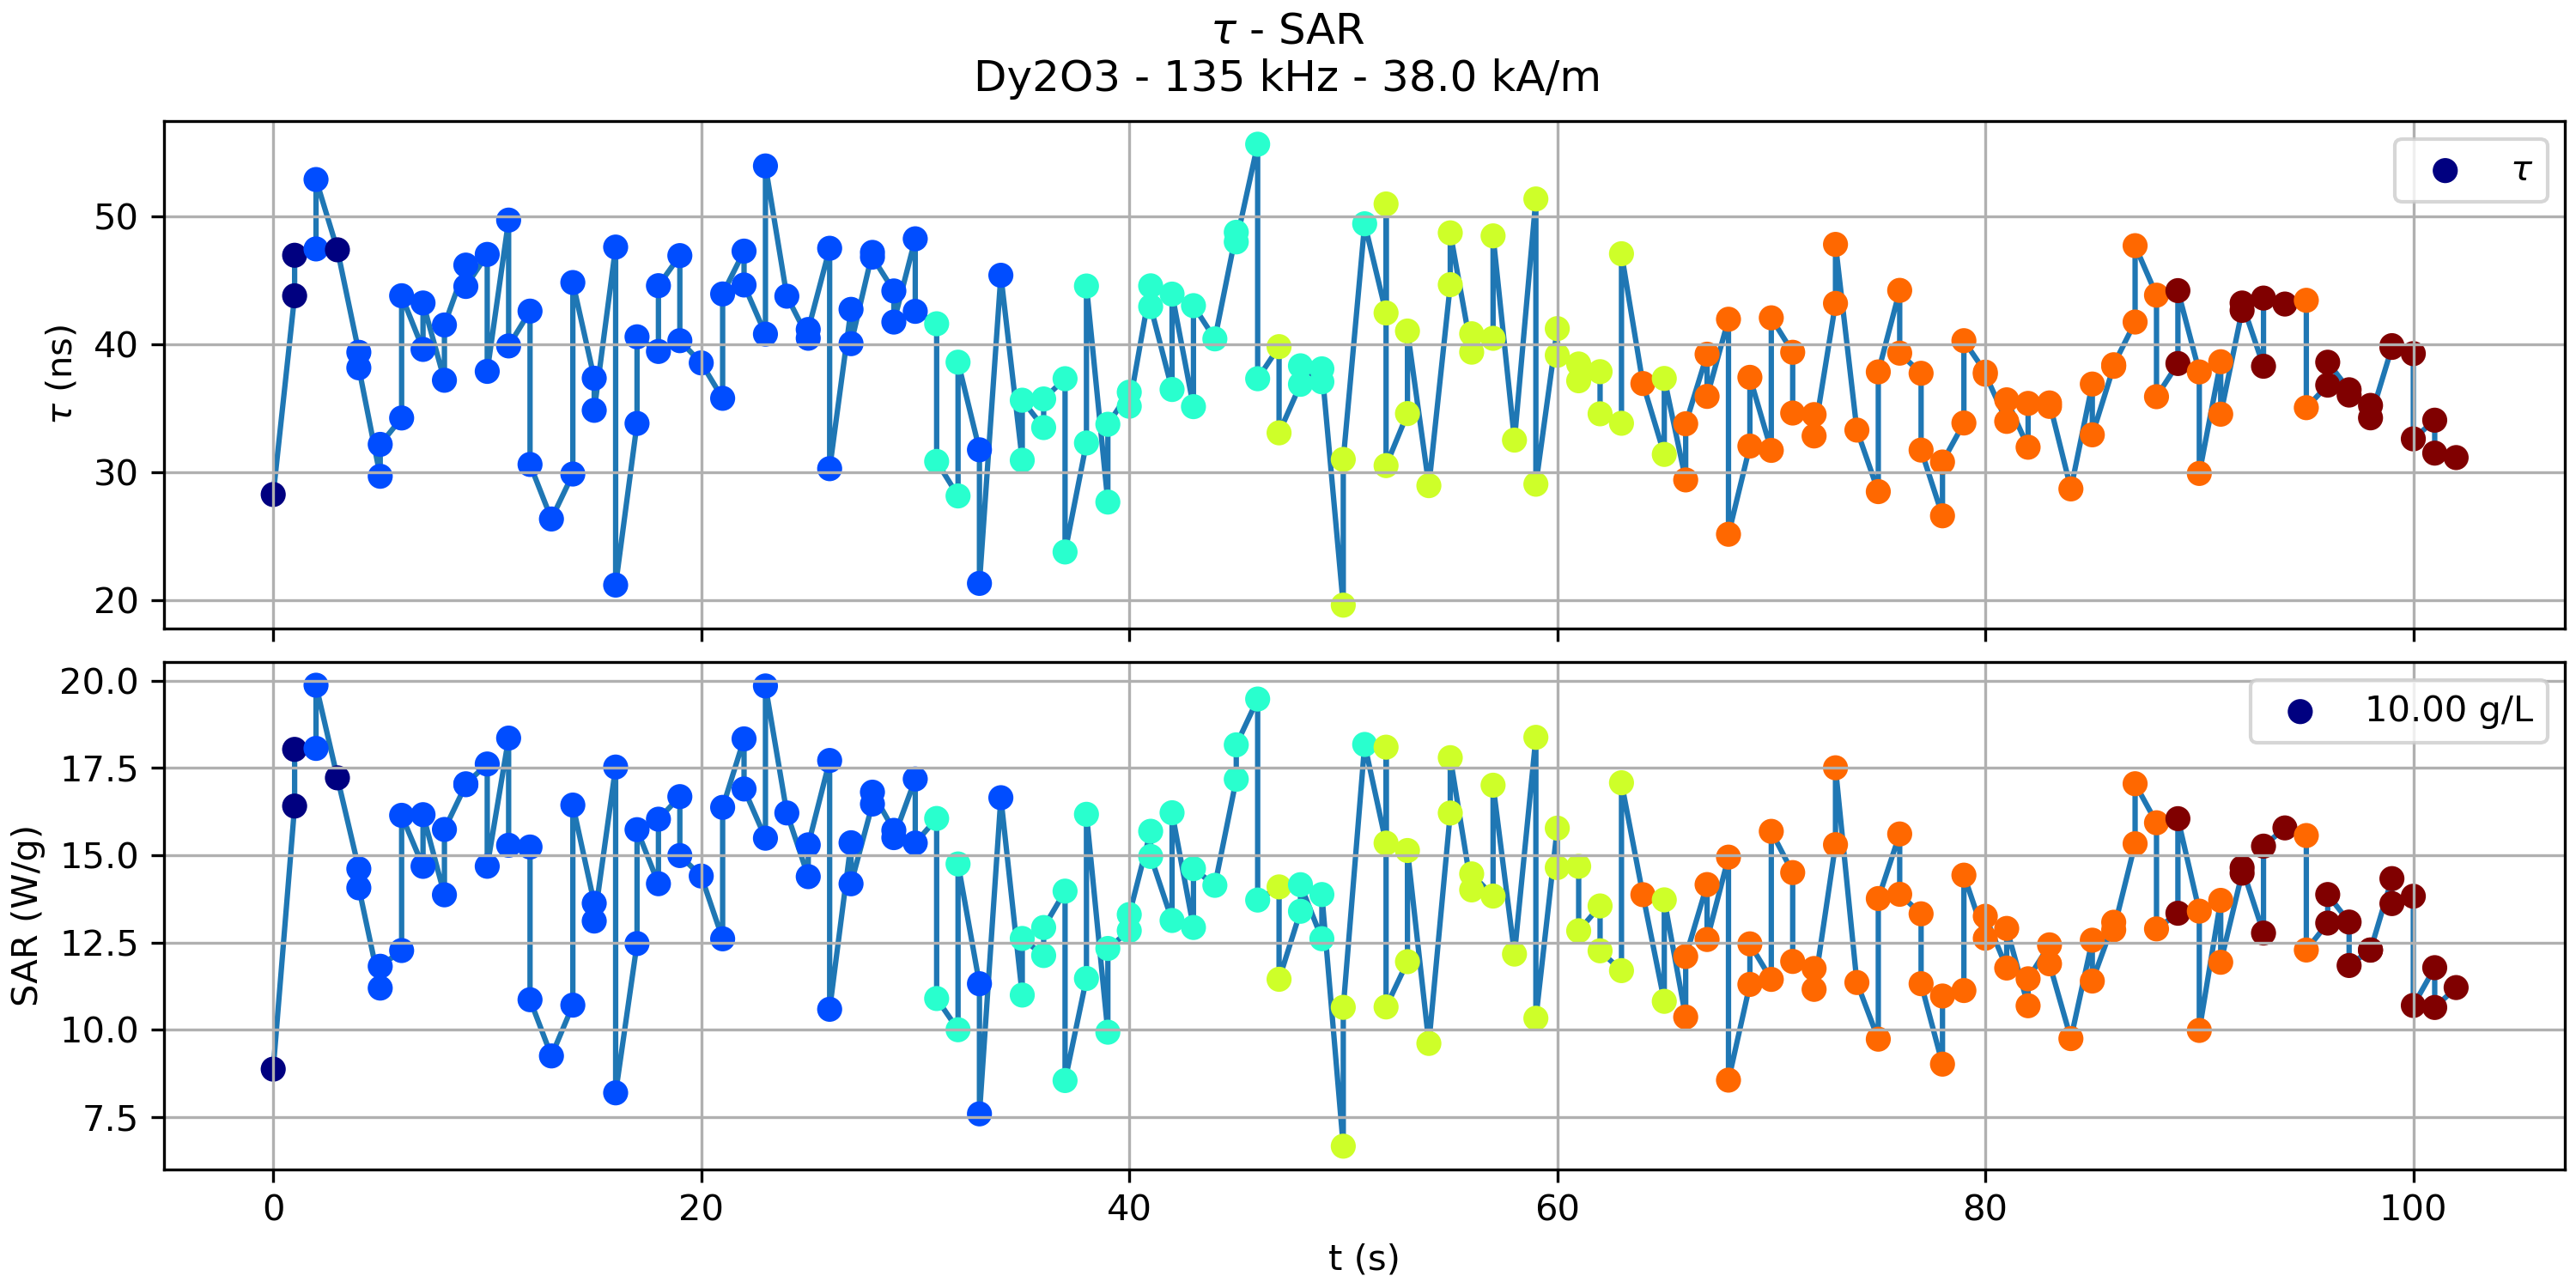 τ - SAR
Dy2O3 - 135 kHz - 38.0 kA/m
τ
50
40
30
20
τ (ns)
10.00 g/L
20.0
17.5
15.0
12.5
10.0
7.5
SAR (W/g)
0 20 40 60 80 100
t (s)